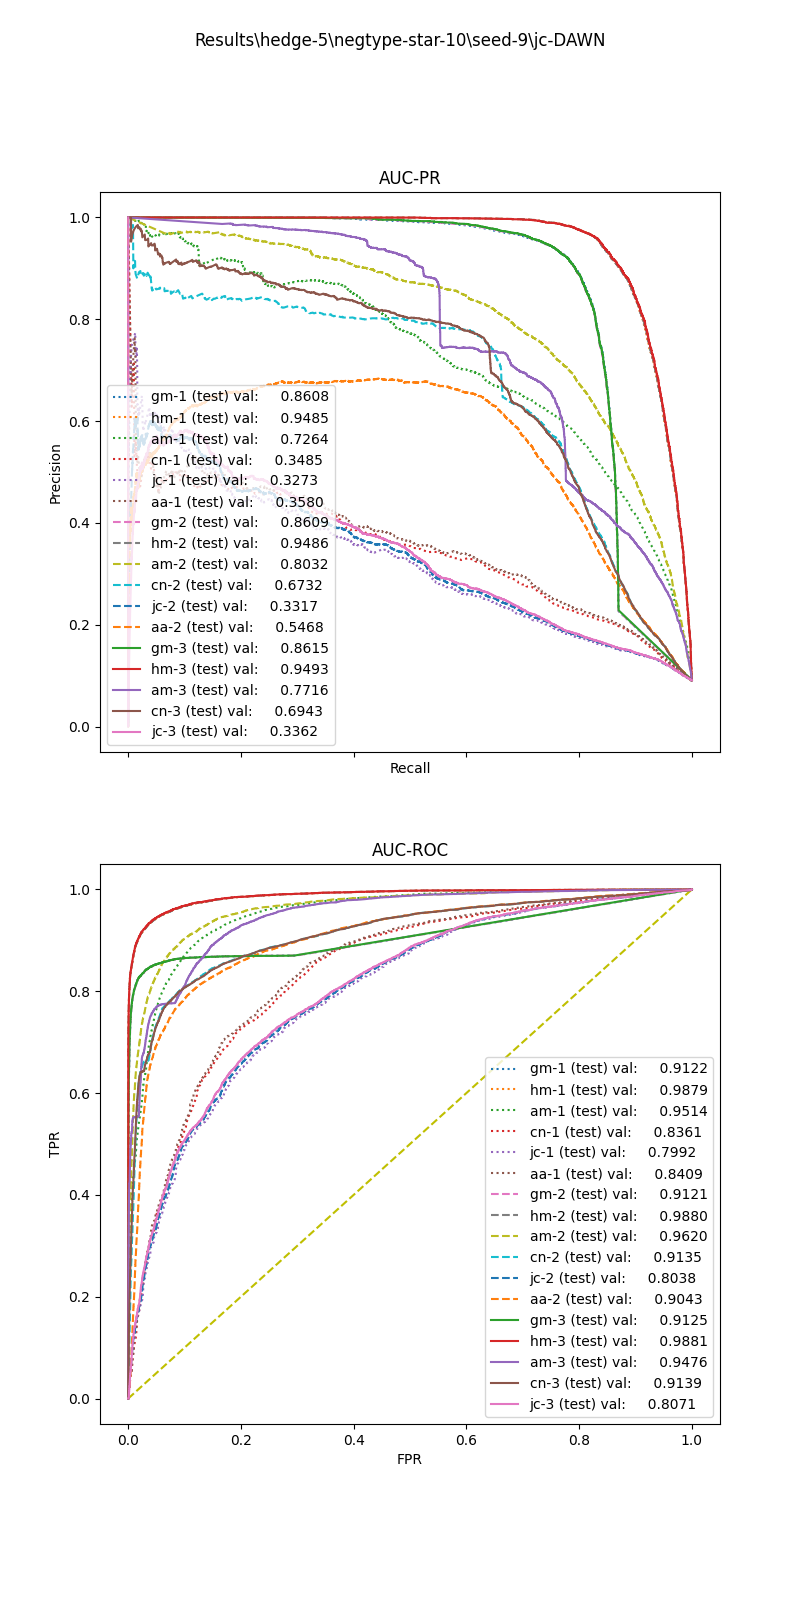 Results\hedge-5\negtype-star-10\seed-9\jc-DAWN
AUC-PR
1.0
0.8
0.6
0.4
0.2
0.0
Precision
gm-1 (test) val: 0.8608
hm-1 (test) val: 0.9485
am-1 (test) val: 0.7264
cn-1 (test) val: 0.3485
jc-1 (test) val: 0.3273
aa-1 (test) val: 0.3580
gm-2 (test) val: 0.8609
hm-2 (test) val: 0.9486
am-2 (test) val: 0.8032
cn-2 (test) val: 0.6732
jc-2 (test) val: 0.3317
aa-2 (test) val: 0.5468
gm-3 (test) val: 0.8615
hm-3 (test) val: 0.9493
am-3 (test) val: 0.7716
cn-3 (test) val: 0.6943
jc-3 (test) val: 0.3362
Recall
AUC-ROC
1.0
0.8
0.6
0.4
0.2
0.0
TPR
gm-1 (test) val: 0.9122
hm-1 (test) val: 0.9879
am-1 (test) val: 0.9514
cn-1 (test) val: 0.8361
jc-1 (test) val: 0.7992
aa-1 (test) val: 0.8409
gm-2 (test) val: 0.9121
hm-2 (test) val: 0.9880
am-2 (test) val: 0.9620
cn-2 (test) val: 0.9135
jc-2 (test) val: 0.8038
aa-2 (test) val: 0.9043
gm-3 (test) val: 0.9125
hm-3 (test) val: 0.9881
am-3 (test) val: 0.9476
cn-3 (test) val: 0.9139
jc-3 (test) val: 0.8071
0.0 0.2 0.4 0.6 0.8 1.0
FPR